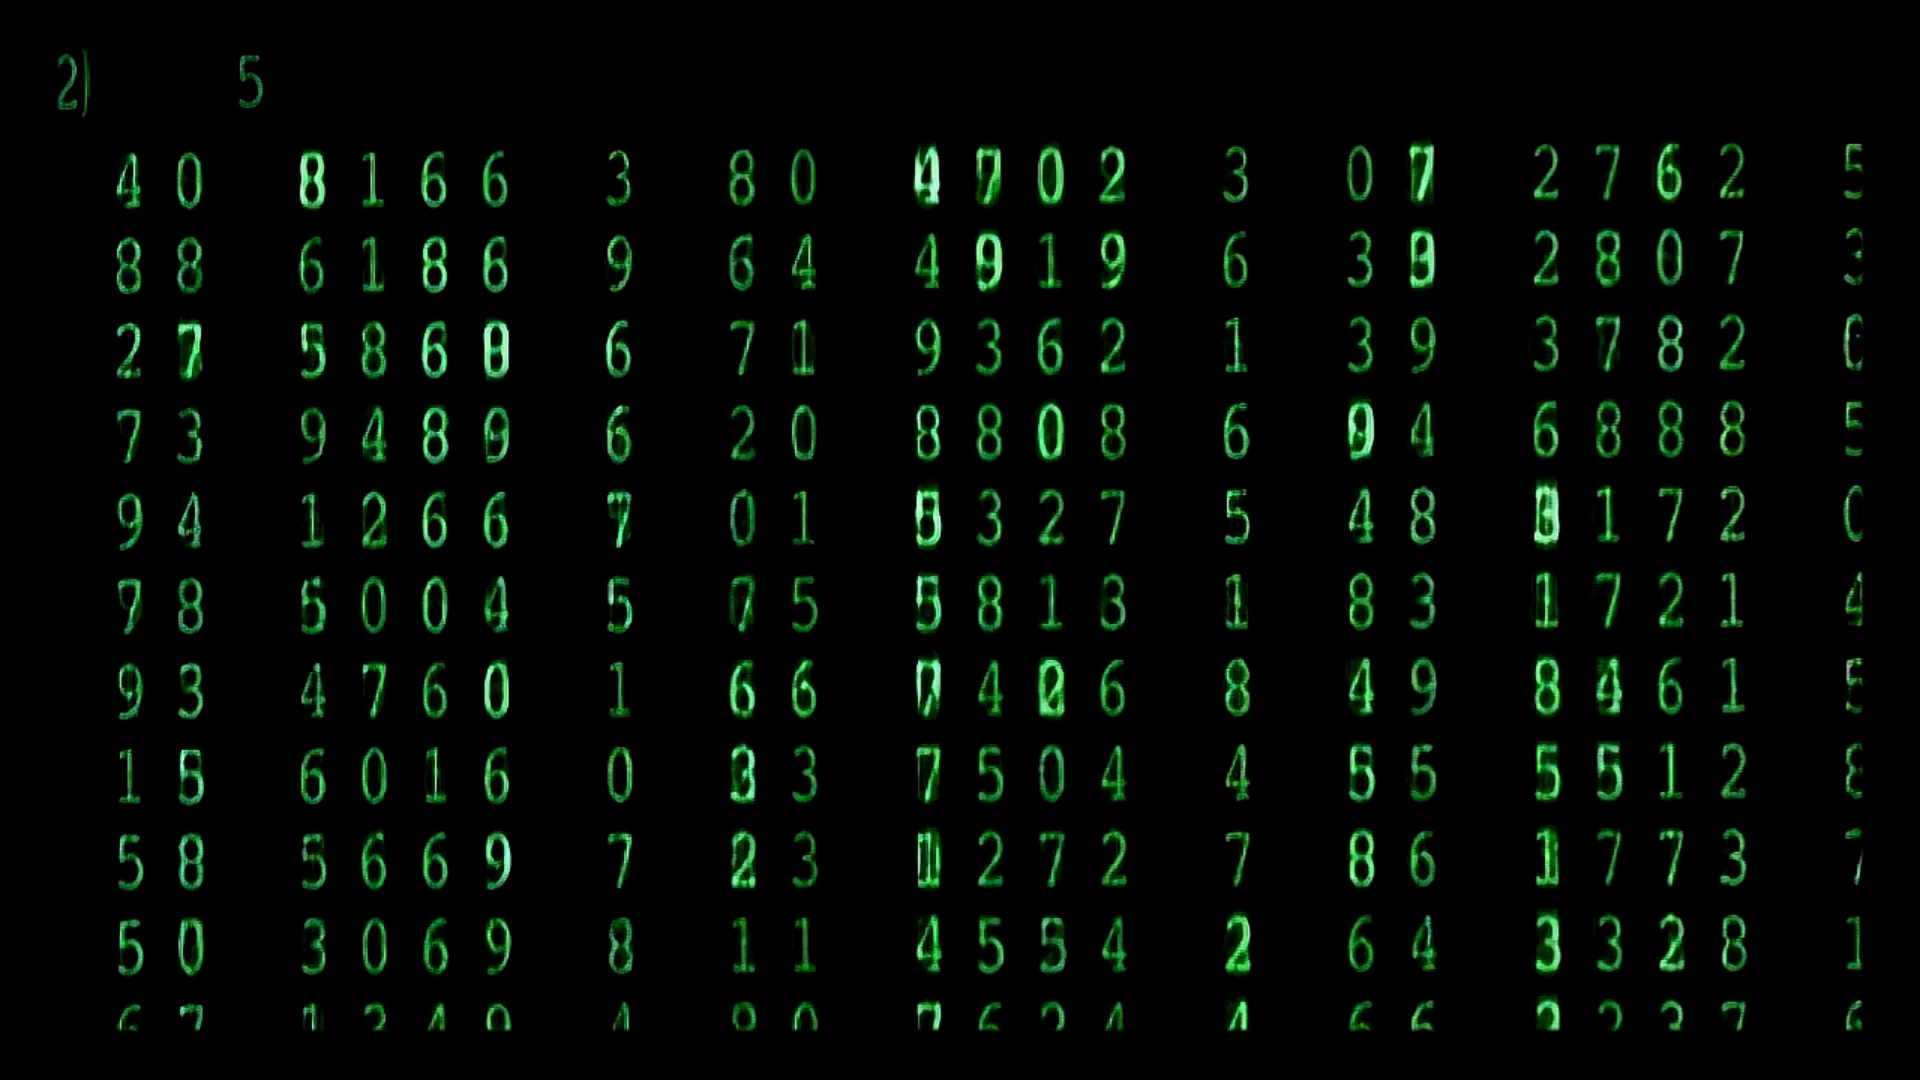 2) 5
4 0 8 1 6 6 3 8 0 4 7 0 2 3 0 7 2 7 6 2 5
8 8 6 1 8 6 9 6 4 4 9 1 9 6 3 2 8 0 7 3
2 7 5 8 6 6 7 1 9 3 6 2 1 3 9 3 7 8 2
7 3 9 4 8 6 2 0 8 8 0 8 6 9 4 6 8 8 8 5
9 4 1 2 6 6 7 0 1 3 2 7 5 4 8 1 7 2 0
7 8 6 0 0 4 5 7 5 5 8 1 1 8 3 1 7 2 1 4
9 3 4 7 6 0 1 6 6 7 4 6 8 4 9 8 4 6 1 5
1 6 0 1 6 0 3 7 5 0 4 4 5 5 1 2 8
5 8 5 6 6 9 7 2 3 1 2 7 2 7 8 6 1 7 7 3 7
5 0 3 0 6 9 8 1 1 4 5 5 4 2 6 4 3 3 2 8 1